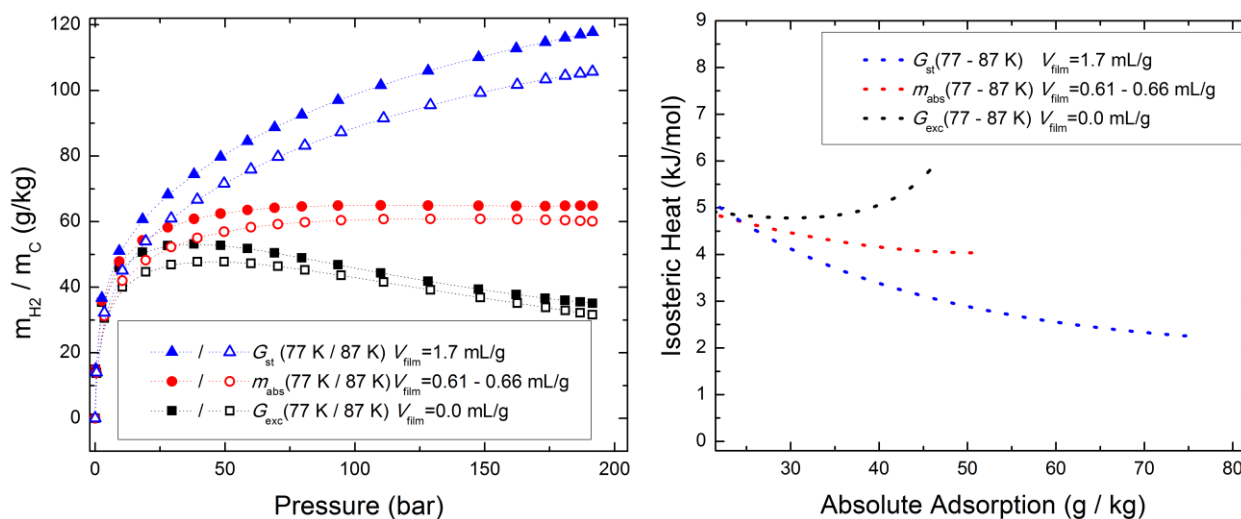 m_H2 / m_C (g/kg)
120
100
80
60
40
20
0
G_st (77 K / 87 K) V_film=1.7 mL/g
m_abs(77 K / 87 K) V_film=0.61 - 0.66 mL/g
G_exc(77 K / 87 K) V_film=0.0 mL/g
/
/
/
0 50 100 150 200
Pressure (bar)
Isosteric Heat (kJ/mol)
9
8
7
6
5
4
3
2
1
0
G_st(77 - 87 K) V_film=1.7 mL/g
m_abs(77 - 87 K) V_film=0.61 - 0.66 mL/g
G_exc(77 - 87 K) V_film=0.0 mL/g
30 40 50 60 70 80
Absolute Adsorption (g / kg)